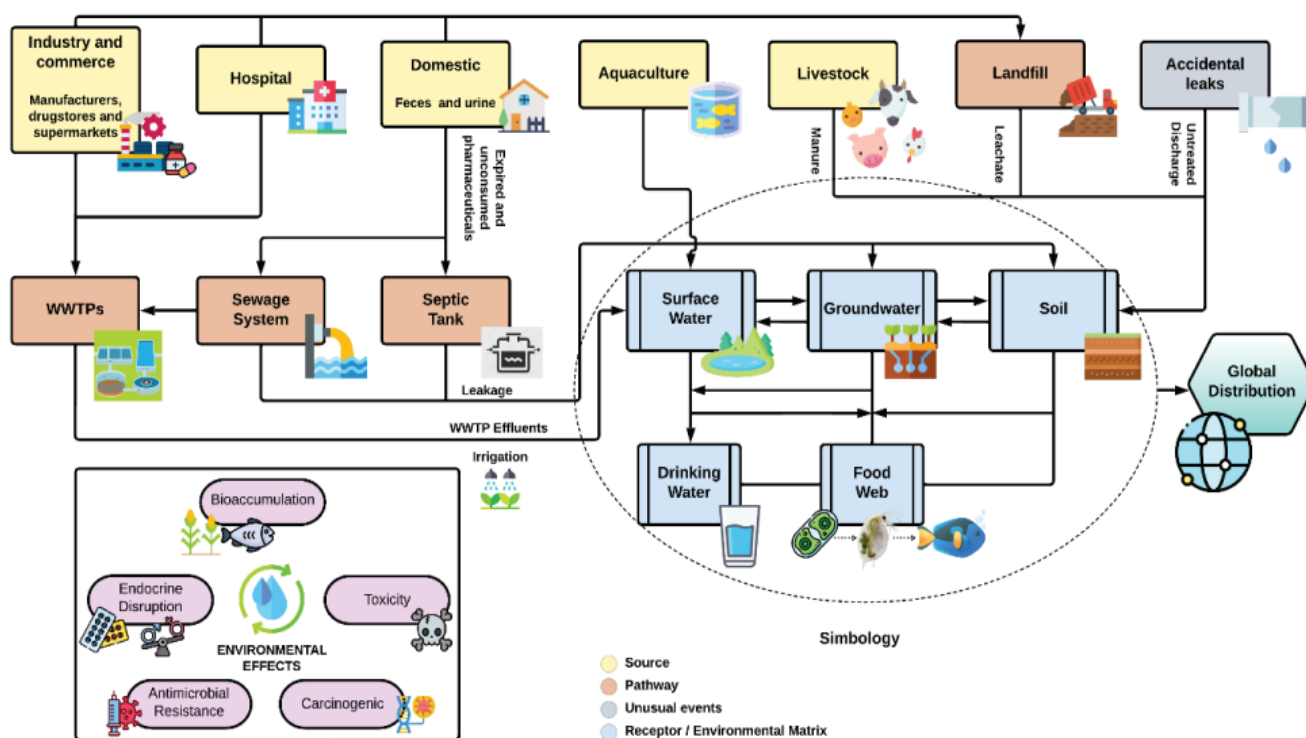 Industry and
commerce
Manufacturers,
drugstores and
supermarkets
Hospital
Domestic
Feces and urine
Aquaculture
Livestock
Landfill
Accidental
leaks
Expired and
unconsumed
pharmaceuticals
Manure
Leachate
Untreated
Discharge
WWTPs
Sewage
System
Septic
Tank
Surface
Water
Groundwater
Soil
Leakage
Global
Distribution
WWTP Effluents
Irrigation
Drinking
Water
Food
Web
Bioaccumulation
Endocrine
Disruption
Toxicity
ENVIRONMENTAL
EFFECTS
Antimicrobial
Resistance
Carcinogenic
Simbology
Source
Pathway
Unusual events
Receptor / Environmental Matrix